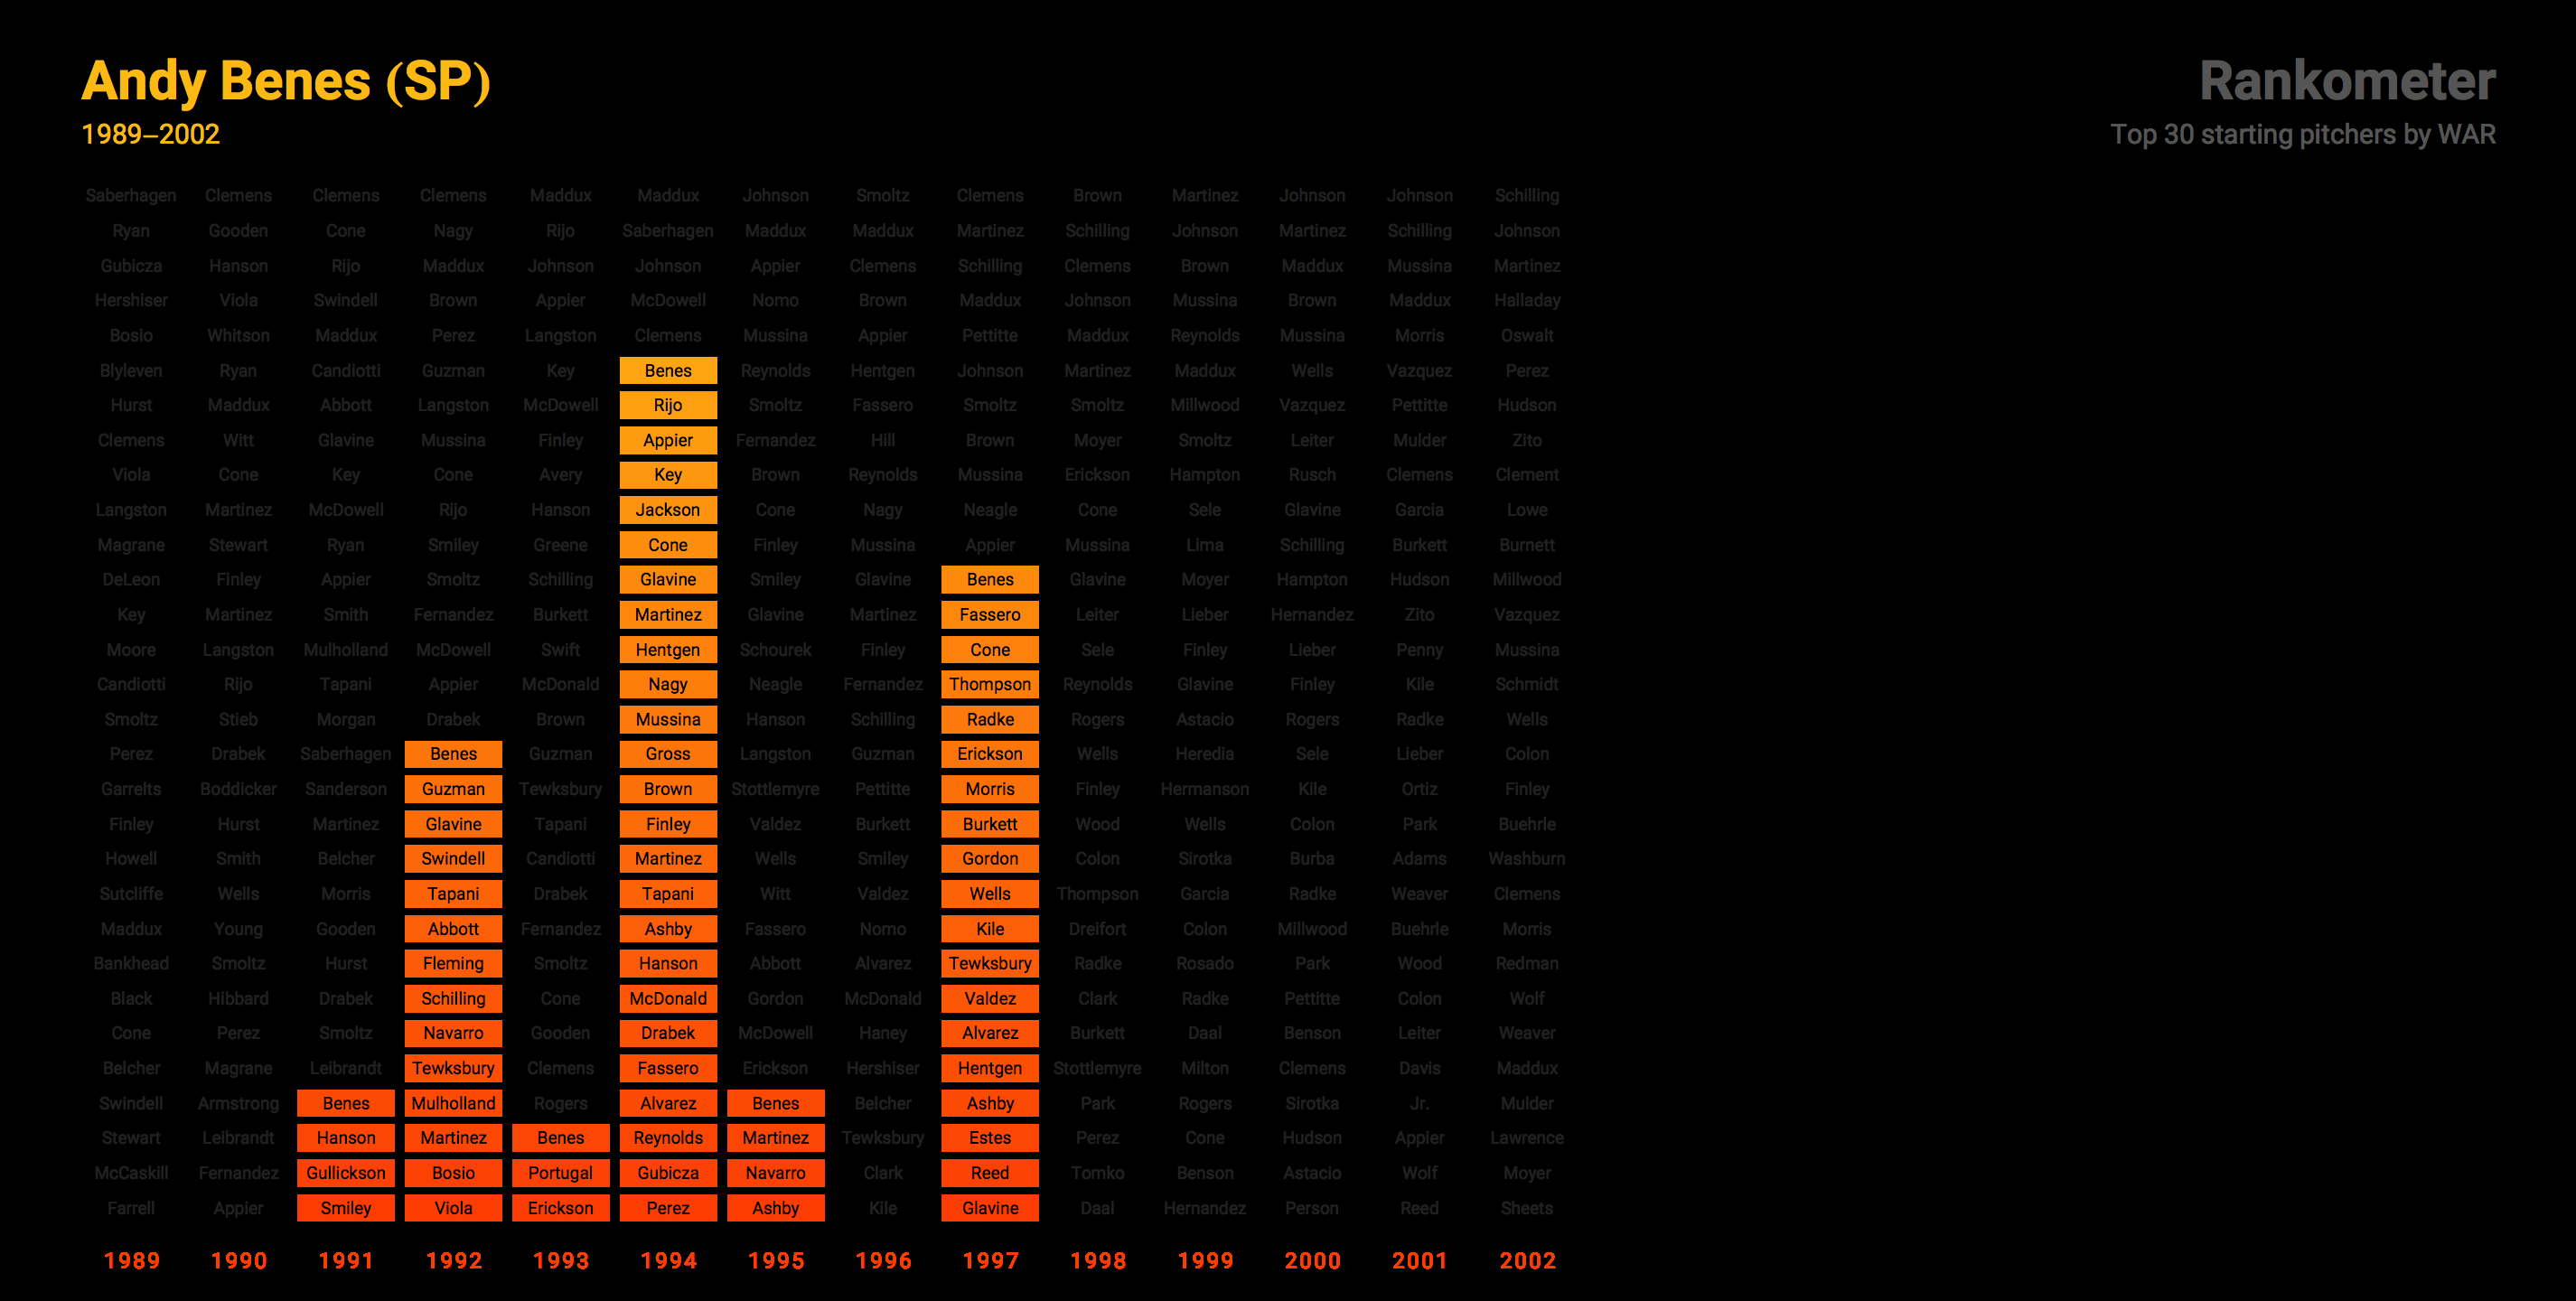 Andy Benes (SP)
1989–2002
Rankometer
Top 30 starting pitchers by WAR
Saberhagen Clemens Clemens Clemens Maddux Maddux Johnson Smoltz Clemens Brown Martinez Johnson Johnson Schilling
Ryan Gooden Cone Nagy Rijo Saberhagen Maddux Maddux Martinez Schilling Johnson Martinez Schilling Johnson
Gubicza Hanson Rijo Maddux Johnson Johnson Appier Clemens Schilling Clemens Brown Maddux Mussina Martinez
Hershiser Viola Swindell Brown Appier McDowell Nomo Brown Maddux Johnson Mussina Brown Maddux Halladay
Bosio Whitson Maddux Perez Langston Clemens Mussina Appier Pettitte Maddux Reynolds Mussina Morris Oswalt
Blyleven Ryan Candiotti Guzman Key Benes Reynolds Hentgen Johnson Martinez Maddux Wells Vazquez Perez
Hurst Maddux Abbott Langston McDowell Rijo Smoltz Fassero Smoltz Smoltz Millwood Vazquez Pettitte Hudson
Clemens Witt Glavine Mussina Finley Appier Fernandez Hill Brown Moyer Smoltz Leiter Mulder Zito
Viola Cone Key Cone Avery Key Brown Reynolds Mussina Erickson Hampton Rusch Clemens Clement
Langston Martinez McDowell Rijo Hanson Jackson Cone Nagy Neagle Cone Sele Glavine Garcia Lowe
Magrane Stewart Ryan Smiley Greene Cone Finley Mussina Appier Mussina Lima Schilling Burkett Burnett
DeLeon Finley Appier Smoltz Schilling Glavine Smiley Glavine Benes Glavine Moyer Hampton Hudson Millwood
Key Martinez Smith Fernandez Burkett Martinez Glavine Martinez Fassero Leiter Lieber Hernandez Zito Vazquez
Moore Langston Mulholland McDowell Swift Hentgen Schourek Finley Cone Sele Finley Lieber Penny Mussina
Candiotti Rijo Tapani Appier McDonald Nagy Neagle Fernandez Thompson Reynolds Glavine Finley Kile Schmidt
Smoltz Stieb Morgan Drabek Brown Mussina Hanson Schilling Radke Rogers Astacio Rogers Radke Wells
Perez Drabek Saberhagen Benes Guzman Gross Langston Guzman Erickson Wells Heredia Sele Lieber Colon
Garrelts Boddicker Sanderson Guzman Tewksbury Brown Stottlemyre Pettitte Morris Finley Hermanson Kile Ortiz Finley
Finley Hurst Martinez Glavine Tapani Finley Valdez Burkett Burkett Wood Wells Colon Park Buehrle
Howell Smith Belcher Swindell Candiotti Martinez Wells Smiley Gordon Colon Sirotka Burba Adams Washburn
Sutcliffe Wells Morris Tapani Drabek Tapani Witt Valdez Wells Thompson Garcia Radke Weaver Clemens
Maddux Young Gooden Abbott Fernandez Ashby Fassero Nomo Kile Dreifort Colon Millwood Buehrle Morris
Bankhead Smoltz Hurst Fleming Smoltz Hanson Abbott Alvarez Tewksbury Radke Rosado Park Wood Redman
Black Hibbard Drabek Schilling Cone McDonald Gordon McDonald Valdez Clark Radke Pettitte Colon Wolf
Cone Perez Smoltz Navarro Gooden Drabek McDowell Haney Alvarez Burkett Daal Benson Leiter Weaver
Belcher Magrane Leibrandt Tewksbury Clemens Fassero Erickson Hershiser Hentgen Stottlemyre Milton Clemens Davis Maddux
Swindell Armstrong Benes Mulholland Rogers Alvarez Benes Belcher Ashby Park Rogers Sirotka Jr. Mulder
Stewart Leibrandt Hanson Martinez Benes Reynolds Martinez Tewksbury Estes Perez Cone Hudson Appier Lawrence
McCaskill Fernandez Gullickson Bosio Portugal Gubicza Navarro Clark Reed Tomko Benson Astacio Wolf Moyer
Farrell Appier Smiley Viola Erickson Perez Ashby Kile Glavine Daal Hernandez Person Reed Sheets
1989 1990 1991 1992 1993 1994 1995 1996 1997 1998 1999 2000 2001 2002